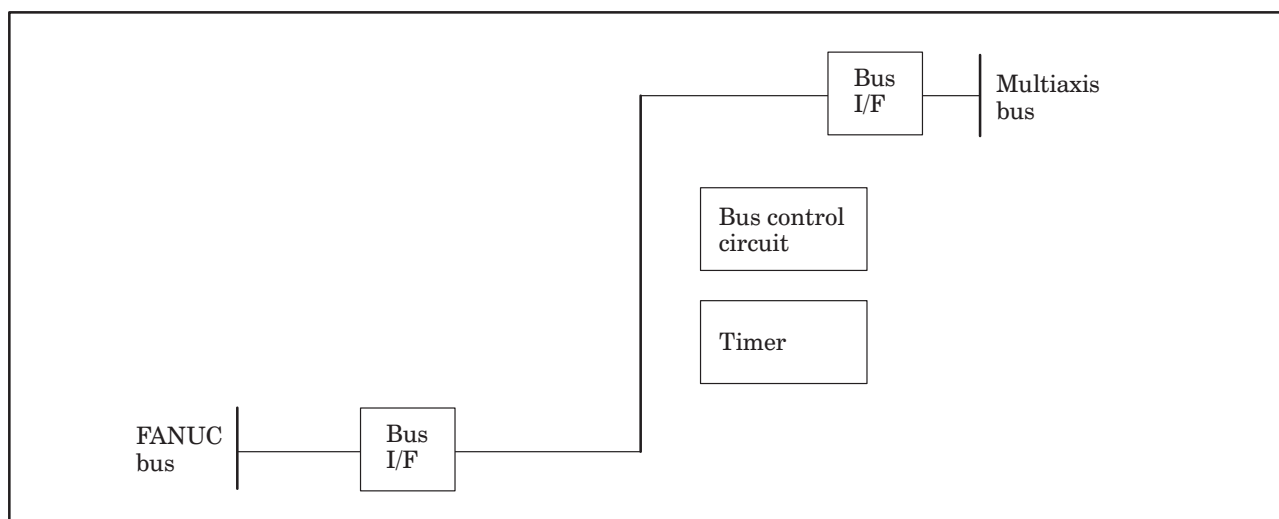 Bus
I/F
Multiaxis
bus
Bus control
circuit
Timer
FANUC
bus
Bus
I/F